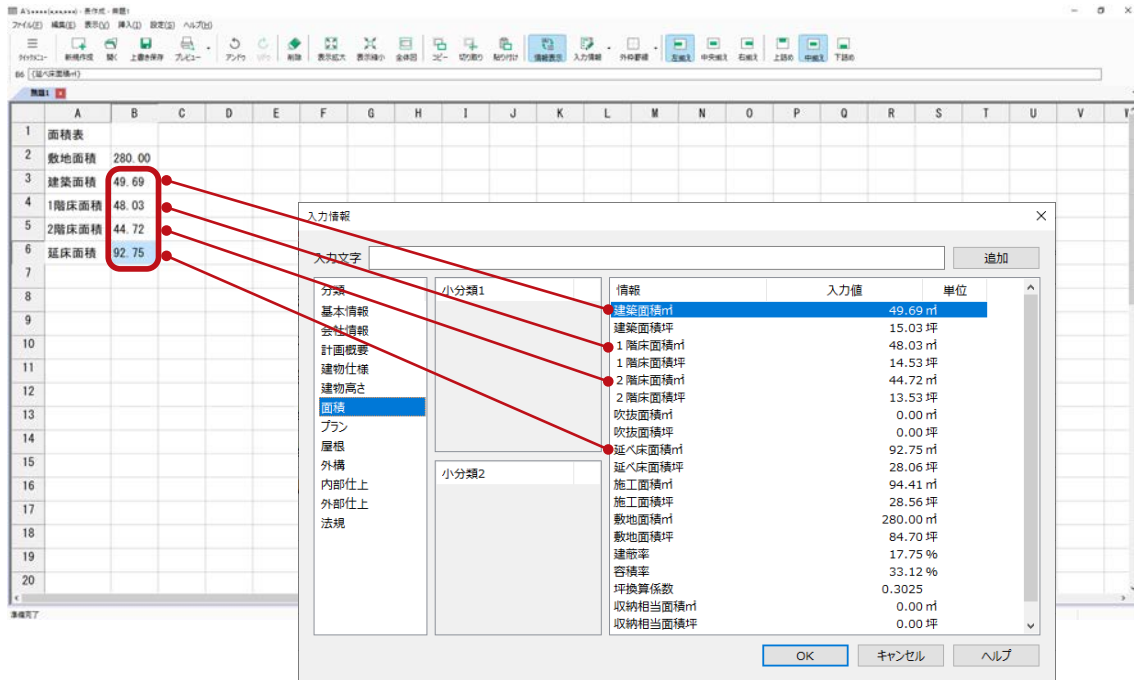 表作成 - 無題1
ファイル(F) 編集(E) 表示(V) 挿入(I) 設定(S) ヘルプ(H)
新規作成 開く 上書き保存 プレビュー アンドゥ 削除 表示拡大 表示縮小 全体図 コピー 切り取り 貼り付け 情報表示 入力情報 外枠罫線 左揃え 中央揃え 右揃え 上詰め 中揃え 下詰め
B6 {延べ床面積㎡}
無題1
A B C D E F G H I J K L M N O P Q R S T U V
1 面積表
2 敷地面積 280.00
3 建築面積 49.69
4 1階床面積 48.03
5 2階床面積 44.72
6 延床面積 92.75
7
8
9
10
11
12
13
14
15
16
17
18
19
20
準備完了
入力情報
入力文字 追加
分類
基本情報
会社情報
計画概要
建物仕様
建物高さ
面積
プラン
屋根
外構
内部仕上
外部仕上
法規
小分類1
小分類2
情報 入力値 単位
建築面積㎡ 49.69 ㎡
建築面積坪 15.03 坪
1階床面積㎡ 48.03 ㎡
1階床面積坪 14.53 坪
2階床面積㎡ 44.72 ㎡
2階床面積坪 13.53 坪
吹抜面積㎡ 0.00 ㎡
吹抜面積坪 0.00 坪
延べ床面積㎡ 92.75 ㎡
延べ床面積坪 28.06 坪
施工面積㎡ 94.41 ㎡
施工面積坪 28.56 坪
敷地面積㎡ 280.00 ㎡
敷地面積坪 84.70 坪
建蔽率 17.75 %
容積率 33.12 %
坪換算係数 0.3025
収納相当面積㎡ 0.00 ㎡
収納相当面積坪 0.00 坪
OK キャンセル ヘルプ